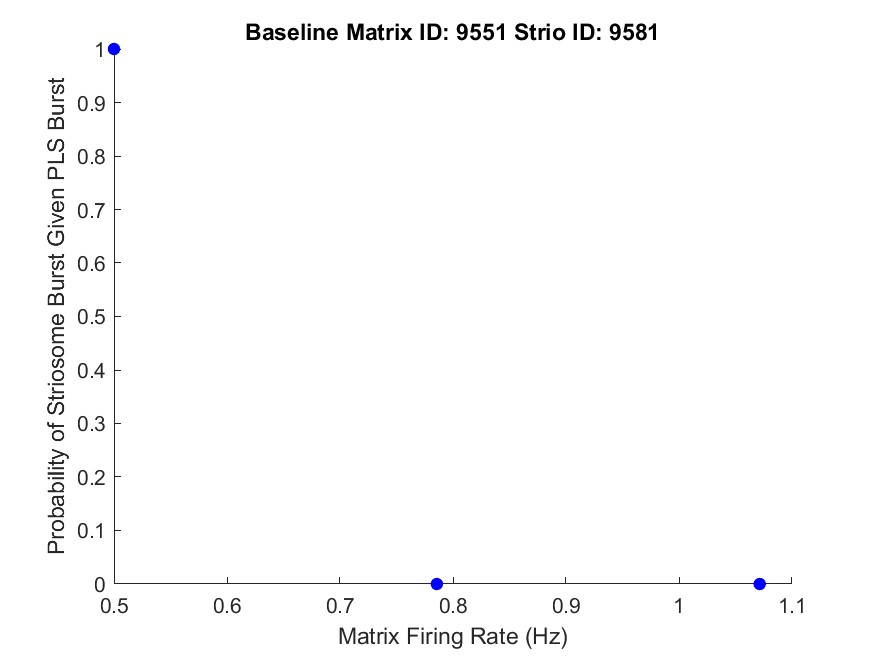 Baseline Matrix ID: 9551 Strio ID: 9581
Probability of Striosome Burst Given PLS Burst
1
0.9
0.8
0.7
0.6
0.5
0.4
0.3
0.2
0.1
0
0.5 0.6 0.7 0.8 0.9 1 1.1
Matrix Firing Rate (Hz)